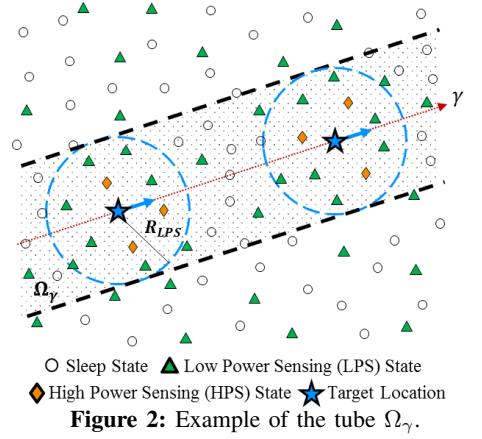 γ
R_LPS
Ω_γ
Sleep State Low Power Sensing (LPS) State
High Power Sensing (HPS) State Target Location
Figure 2: Example of the tube Ω_γ.